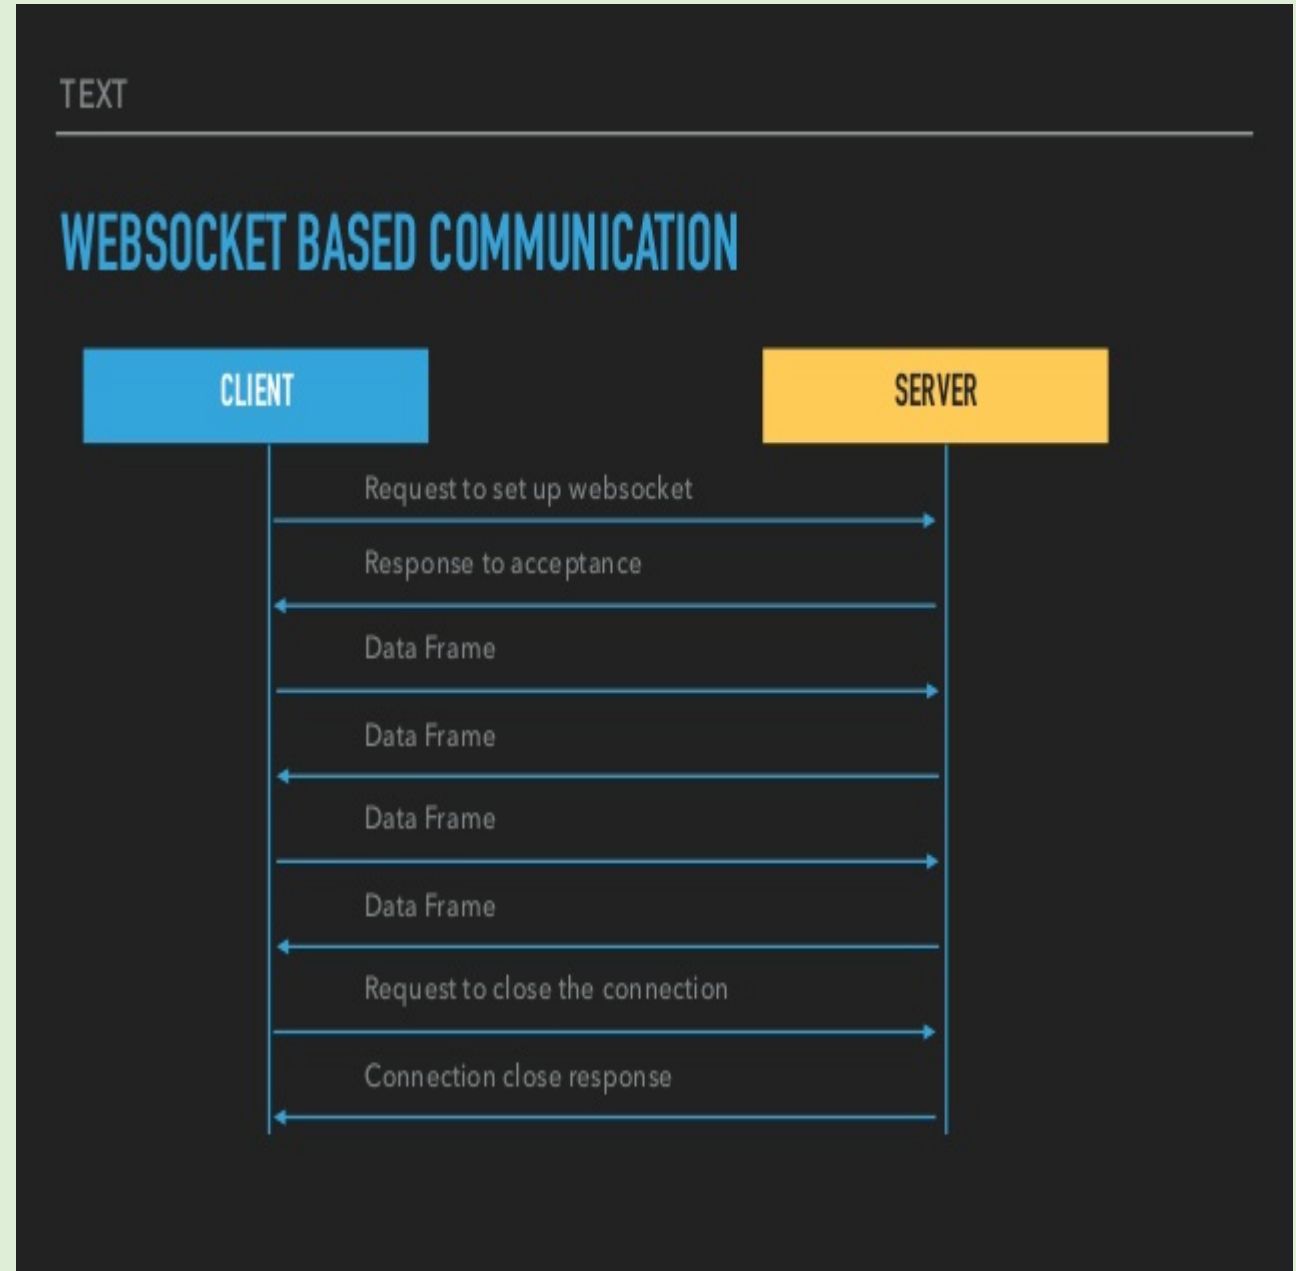 TEXT
WEBSOCKET BASED COMMUNICATION
CLIENT
SERVER
Request to set up websocket
Response to acceptance
Data Frame
Data Frame
Data Frame
Data Frame
Request to close the connection
Connection close response